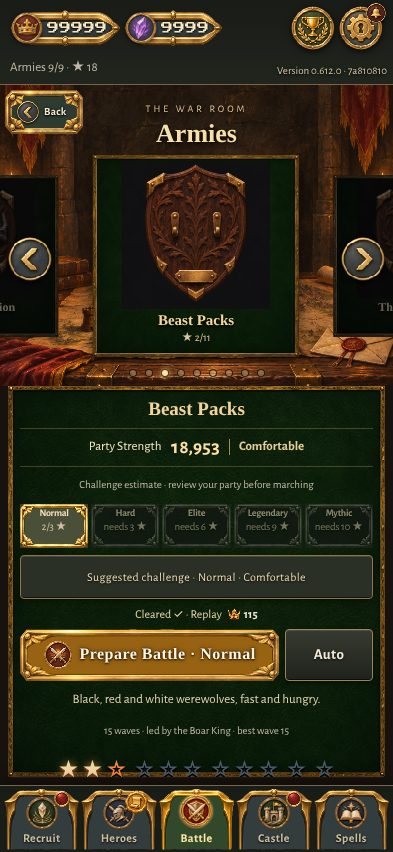 99999
9999
Armies 9/9 · ★ 18
Version 0.612.0 · 7a810810
Back
THE WAR ROOM
Armies
Beast Packs
★ 2/11
Beast Packs
Party Strength 18,953 Comfortable
Challenge estimate · review your party before marching
Normal
2/3 ★
Hard
needs 3 ★
Elite
needs 6 ★
Legendary
needs 9 ★
Mythic
needs 10 ★
Suggested challenge · Normal · Comfortable
Cleared ✓ · Replay 115
Prepare Battle · Normal
Auto
Black, red and white werewolves, fast and hungry.
15 waves · led by the Boar King · best wave 15
Recruit
Heroes
Battle
Castle
Spells